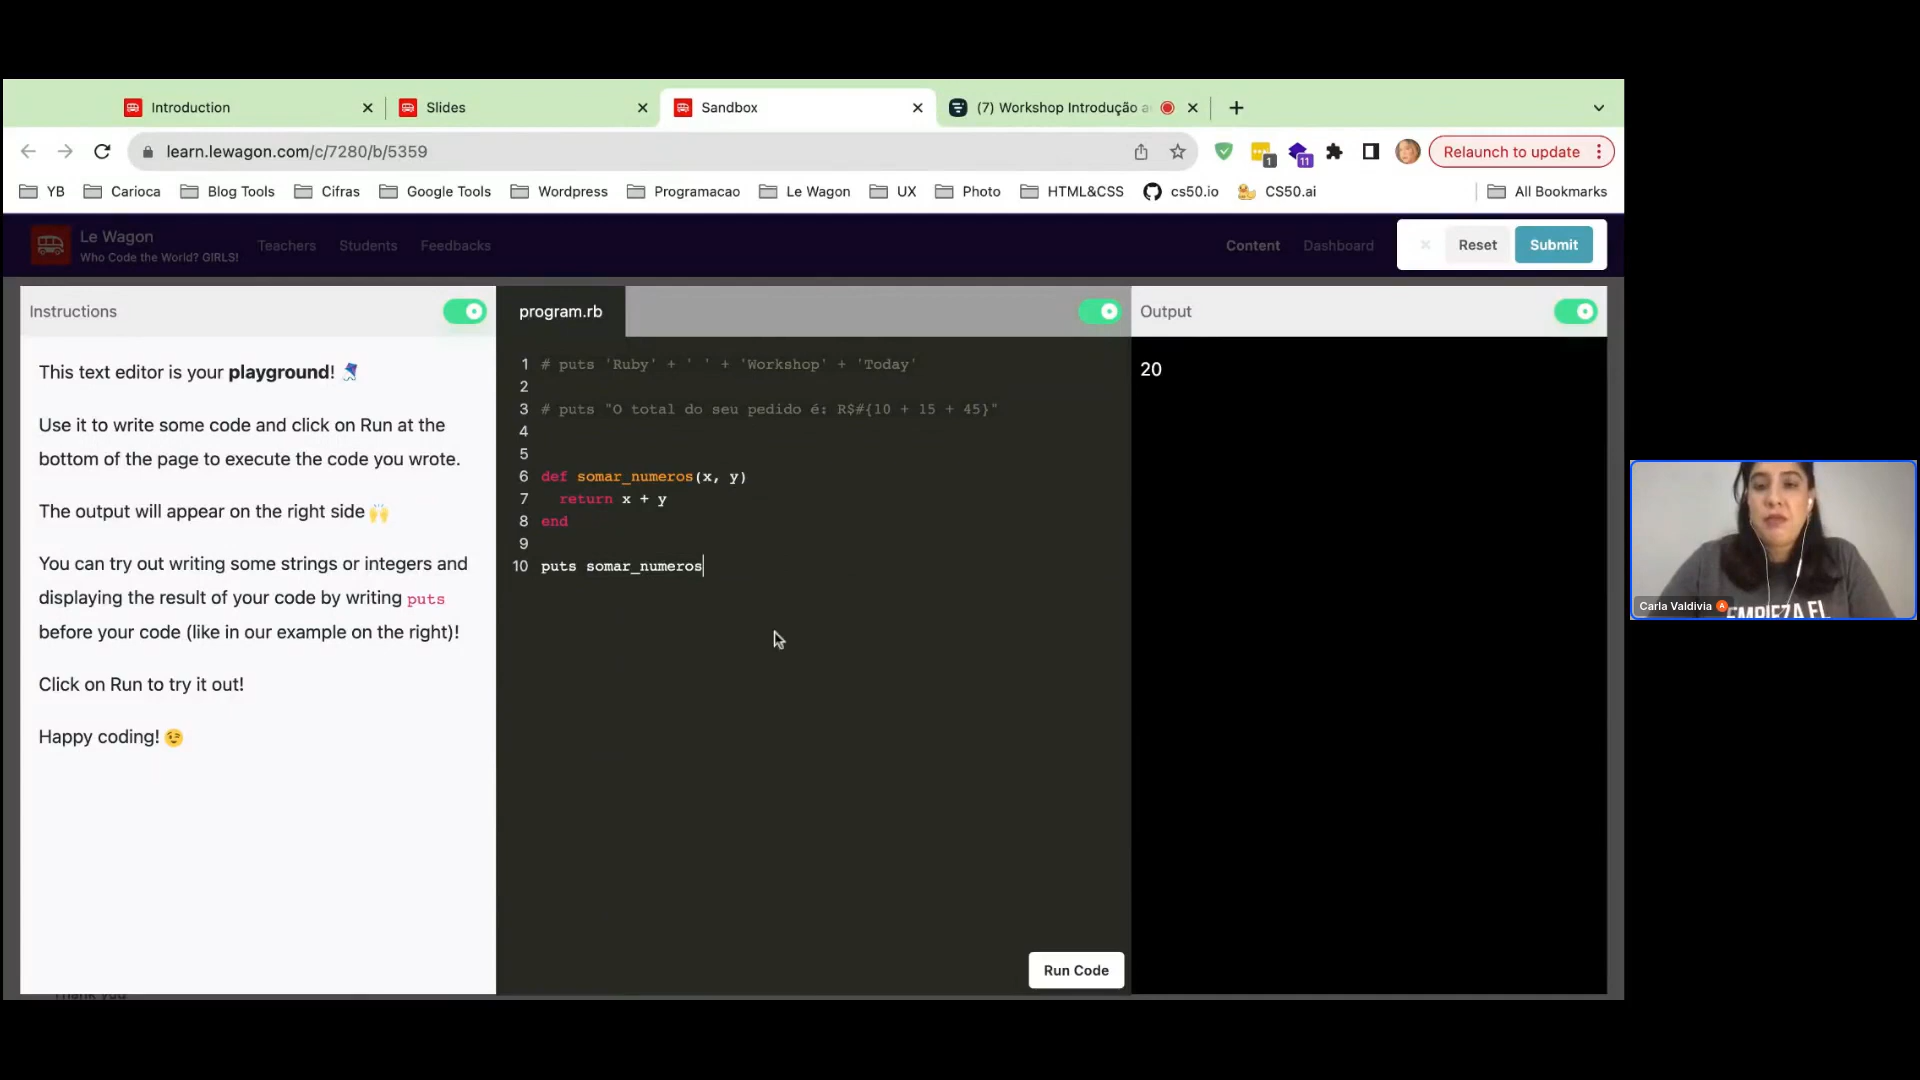 Introduction
Slides
Sandbox
(7) Workshop Introdução a
learn.lewagon.com/c/7280/b/5359
1
11
Relaunch to update
YB
Carioca
Blog Tools
Cifras
Google Tools
Wordpress
Programacao
Le Wagon
UX
Photo
HTML&CSS
cs50.io
CS50.ai
All Bookmarks
Le Wagon
Who Code the World? GIRLS!
Teachers
Students
Feedbacks
Content
Dashboard
Reset
Submit
Instructions
This text editor is your playground!
Use it to write some code and click on Run at the
bottom of the page to execute the code you wrote.
The output will appear on the right side
You can try out writing some strings or integers and
displaying the result of your code by writing puts
before your code (like in our example on the right)!
Click on Run to try it out!
Happy coding!
program.rb
1 # puts 'Ruby' + ' ' + 'Workshop' + 'Today'
2
3 # puts "O total do seu pedido é: R$#{10 + 15 + 45}"
4
5
6 def somar_numeros(x, y)
7   return x + y
8 end
9
10 puts somar_numeros
Run Code
Output
20
Carla Valdivia
EMPIEZA EL